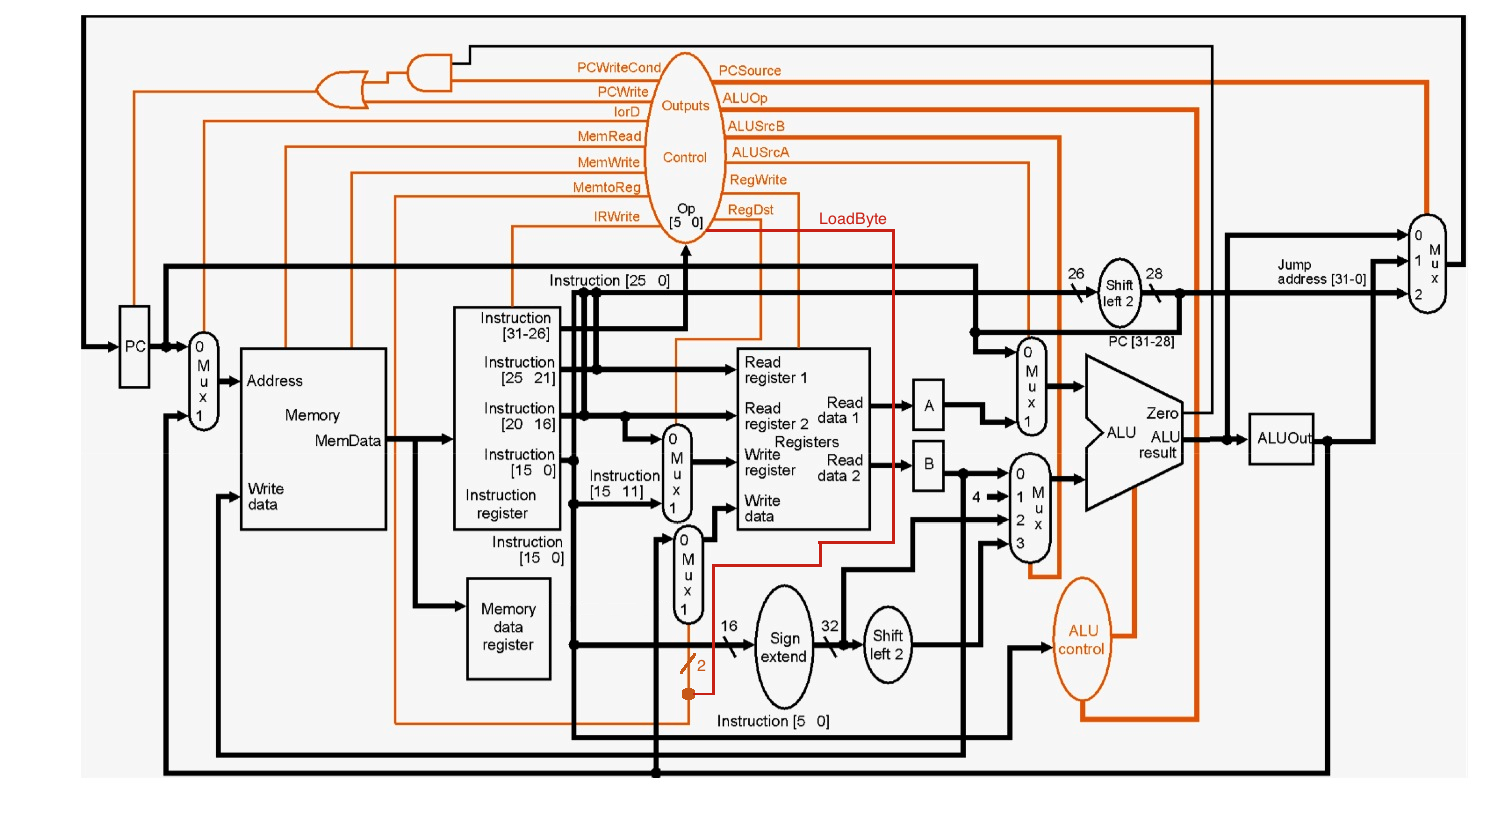 PCWriteCond
PCWrite
IorD
MemRead
MemWrite
MemtoReg
IRWrite
Outputs
Control
Op
[5 0]
PCSource
ALUOp
ALUSrcB
ALUSrcA
RegWrite
RegDst
LoadByte
PC
0
M
u
x
1
Address
Memory
MemData
Write
data
Instruction [25 0]
Instruction
[31-26]
Instruction
[25 21]
Instruction
[20 16]
Instruction
[15 0]
Instruction
register
Instruction
[15 0]
Memory
data
register
Instruction
[15 11]
0
M
u
x
1
0
M
u
x
1
2
Read
register 1
Read
register 2
Registers
Write
register
Write
data
Read
data 1
Read
data 2
A
B
16
Sign
extend
32
Shift
left 2
Instruction [5 0]
26
Shift
left 2
28
PC [31-28]
Jump
address [31-0]
0
M
u
x
1
4
0
1
2
3
M
u
x
Zero
ALU
ALU
result
ALU
control
ALUOut
0
1
2
M
u
x